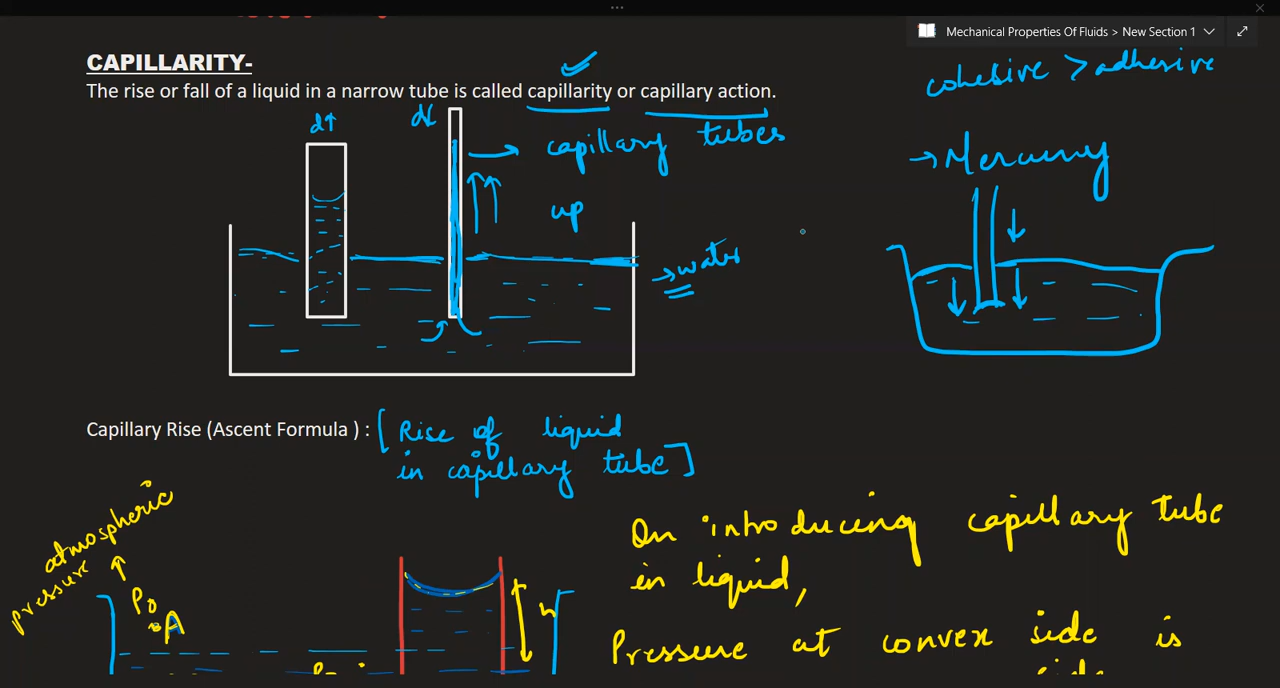 Mechanical Properties Of Fluids > New Section 1
CAPILLARITY-
The rise or fall of a liquid in a narrow tube is called capillarity or capillary action.
cohesive > adhesive
d↑
d↓
→ capillary tubes
up
→ water
→ Mercury
Capillary Rise (Ascent Formula ) :
[Rise of liquid
in capillary tube]
atmospheric
pressure
P0
A
h
On introducing capillary tube
in liquid,
Pressure at convex side is